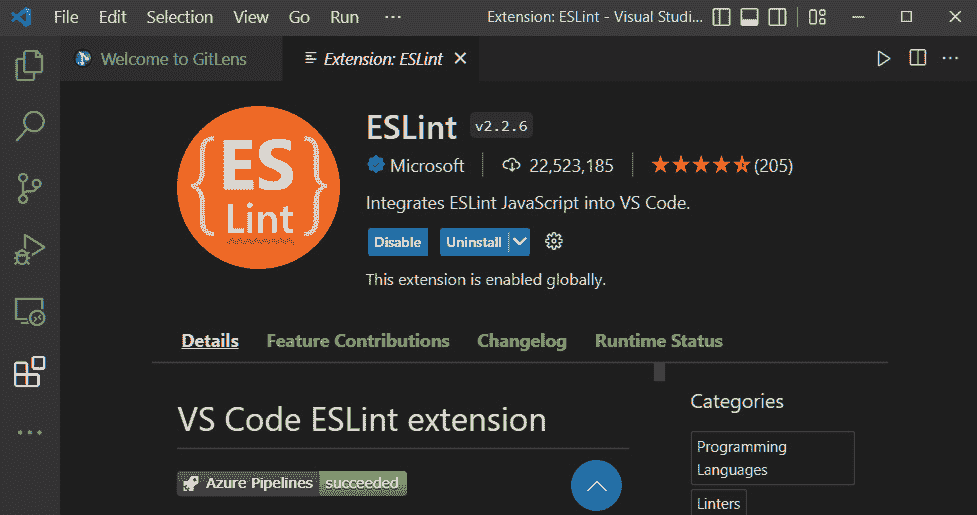 File Edit Selection View Go Run ··· Extension: ESLint - Visual Studi...
Welcome to GitLens Extension: ESLint
{ES}
Lint
ESLint v2.2.6
Microsoft 22,523,185 (205)
Integrates ESLint JavaScript into VS Code.
Disable Uninstall
This extension is enabled globally.
Details Feature Contributions Changelog Runtime Status
VS Code ESLint extension
Categories
Programming
Languages
Azure Pipelines succeeded
Linters